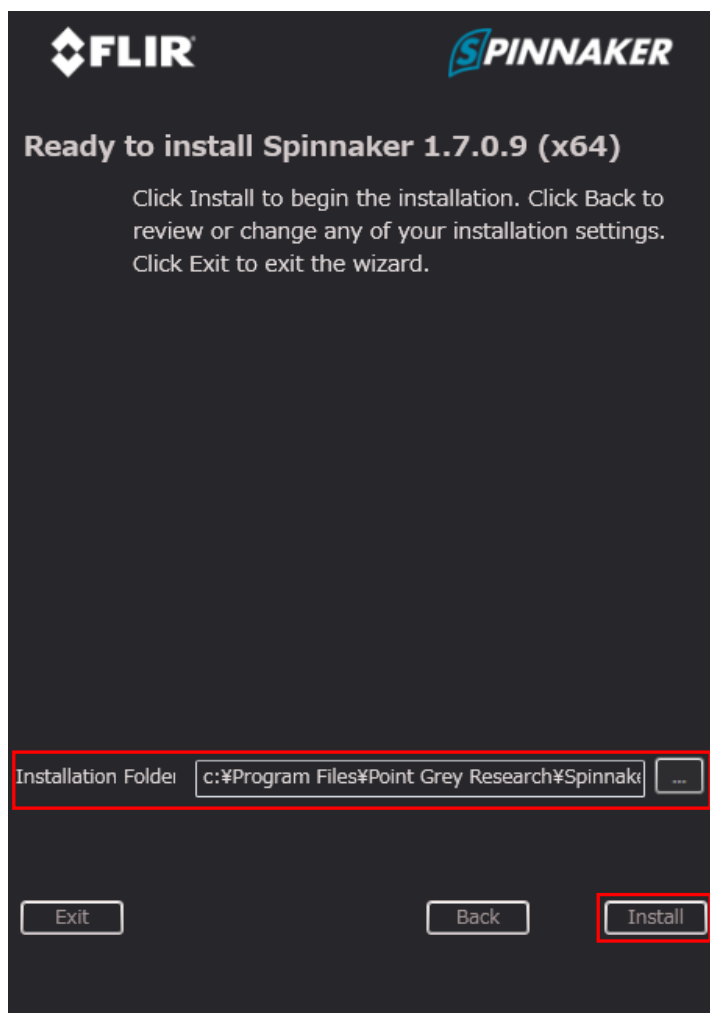 FLIR
SPINNAKER
Ready to install Spinnaker 1.7.0.9 (x64)
Click Install to begin the installation. Click Back to
review or change any of your installation settings.
Click Exit to exit the wizard.
Installation Folder c:¥Program Files¥Point Grey Research¥Spinnake ...
Exit Back Install